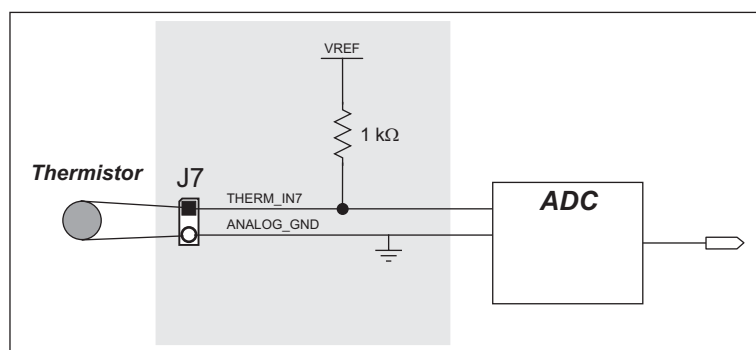 VREF
1 kΩ
Thermistor
J7
THERM_IN7
ANALOG_GND
ADC